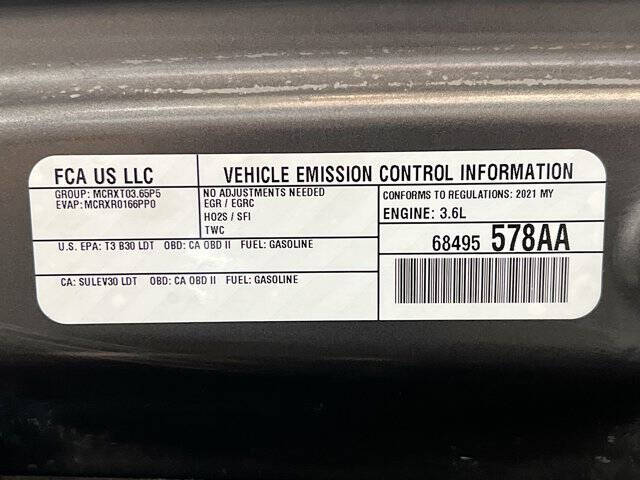 FCA US LLC
VEHICLE EMISSION CONTROL INFORMATION
GROUP: MCRXT03.65P5
EVAP: MCRXR0166PP0
NO ADJUSTMENTS NEEDED
EGR / EGRC
HO2S / SFI
TWC
CONFORMS TO REGULATIONS: 2021 MY
ENGINE: 3.6L
U.S. EPA: T3 B30 LDT OBD: CA OBD II FUEL: GASOLINE
68495 578AA
CA: SULEV30 LDT OBD: CA OBD II FUEL: GASOLINE